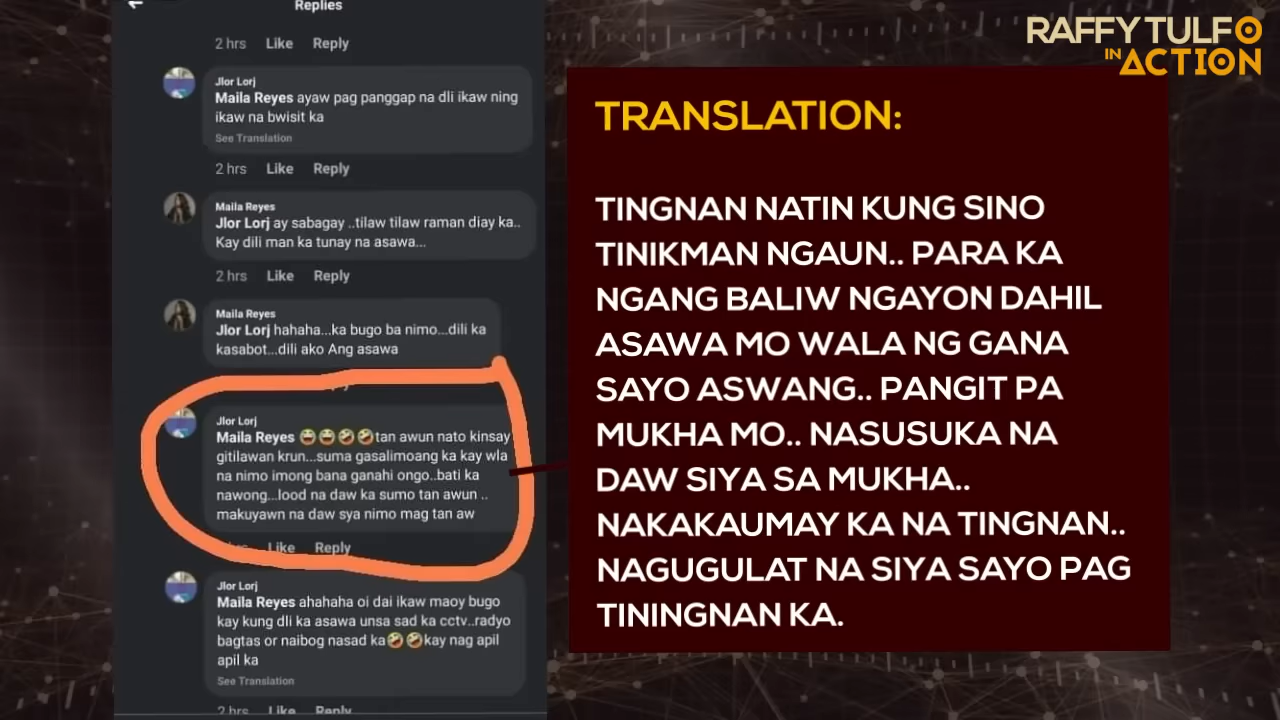 Replies
2 hrs Like Reply
Jlor Lorj
Maila Reyes ayaw pag panggap na dli ikaw ning
ikaw na bwisit ka
See Translation
2 hrs Like Reply
Maila Reyes
Jlor Lorj ay sabagay ..tilaw tilaw raman diay ka..
Kay dili man ka tunay na asawa...
2 hrs Like Reply
Maila Reyes
Jlor Lorj hahaha...ka bugo ba nimo...dili ka
kasabot...dili ako Ang asawa
Jlor Lorj
Maila Reyes 😆😆🤣🤣tan awun nato kinsay
gitilawan krun...suma gasalimoang ka kay wla
na nimo imong bana ganahi ongo..bati ka
nawong...lood na daw ka sumo tan awun ..
makuyawn na daw sya nimo mag tan aw
Like Reply
Jlor Lorj
Maila Reyes ahahaha oi dai ikaw maoy bugo
kay kung dli ka asawa unsa sad ka cctv..radyo
bagtas or naibog nasad ka🤣🤣kay nag apil
apil ka
See Translation
2 hrs Like Reply
RAFFY TULFO
IN ACTION
TRANSLATION:
TINGNAN NATIN KUNG SINO
TINIKMAN NGAUN.. PARA KA
NGANG BALIW NGAYON DAHIL
ASAWA MO WALA NG GANA
SAYO ASWANG.. PANGIT PA
MUKHA MO.. NASUSUKA NA
DAW SIYA SA MUKHA..
NAKAKAUMAY KA NA TINGNAN..
NAGUGULAT NA SIYA SAYO PAG
TININGNAN KA.